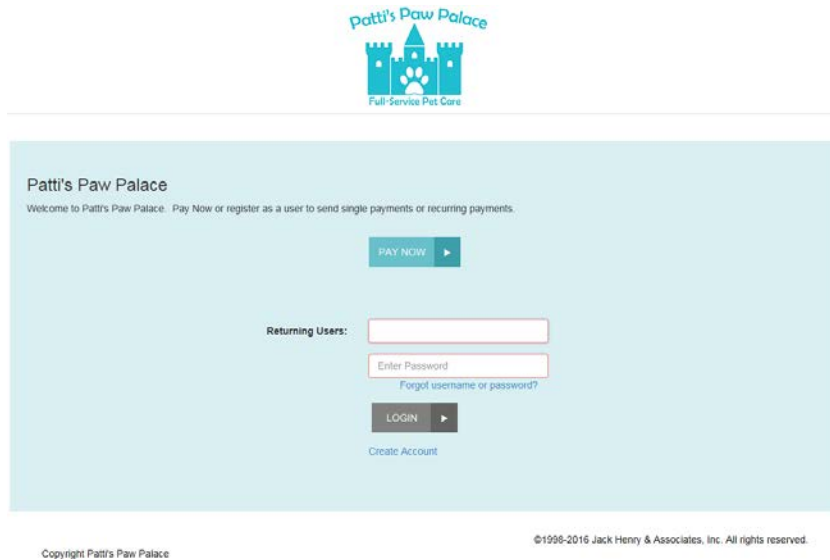 Patti's Paw Palace
Full-Service Pet Care
Patti's Paw Palace
Welcome to Patti's Paw Palace. Pay Now or register as a user to send single payments or recurring payments.
PAY NOW
Returning Users:
Enter Password
Forgot username or password?
LOGIN
Create Account
©1998-2016 Jack Henry & Associates, Inc. All rights reserved.
Copyright Patti's Paw Palace